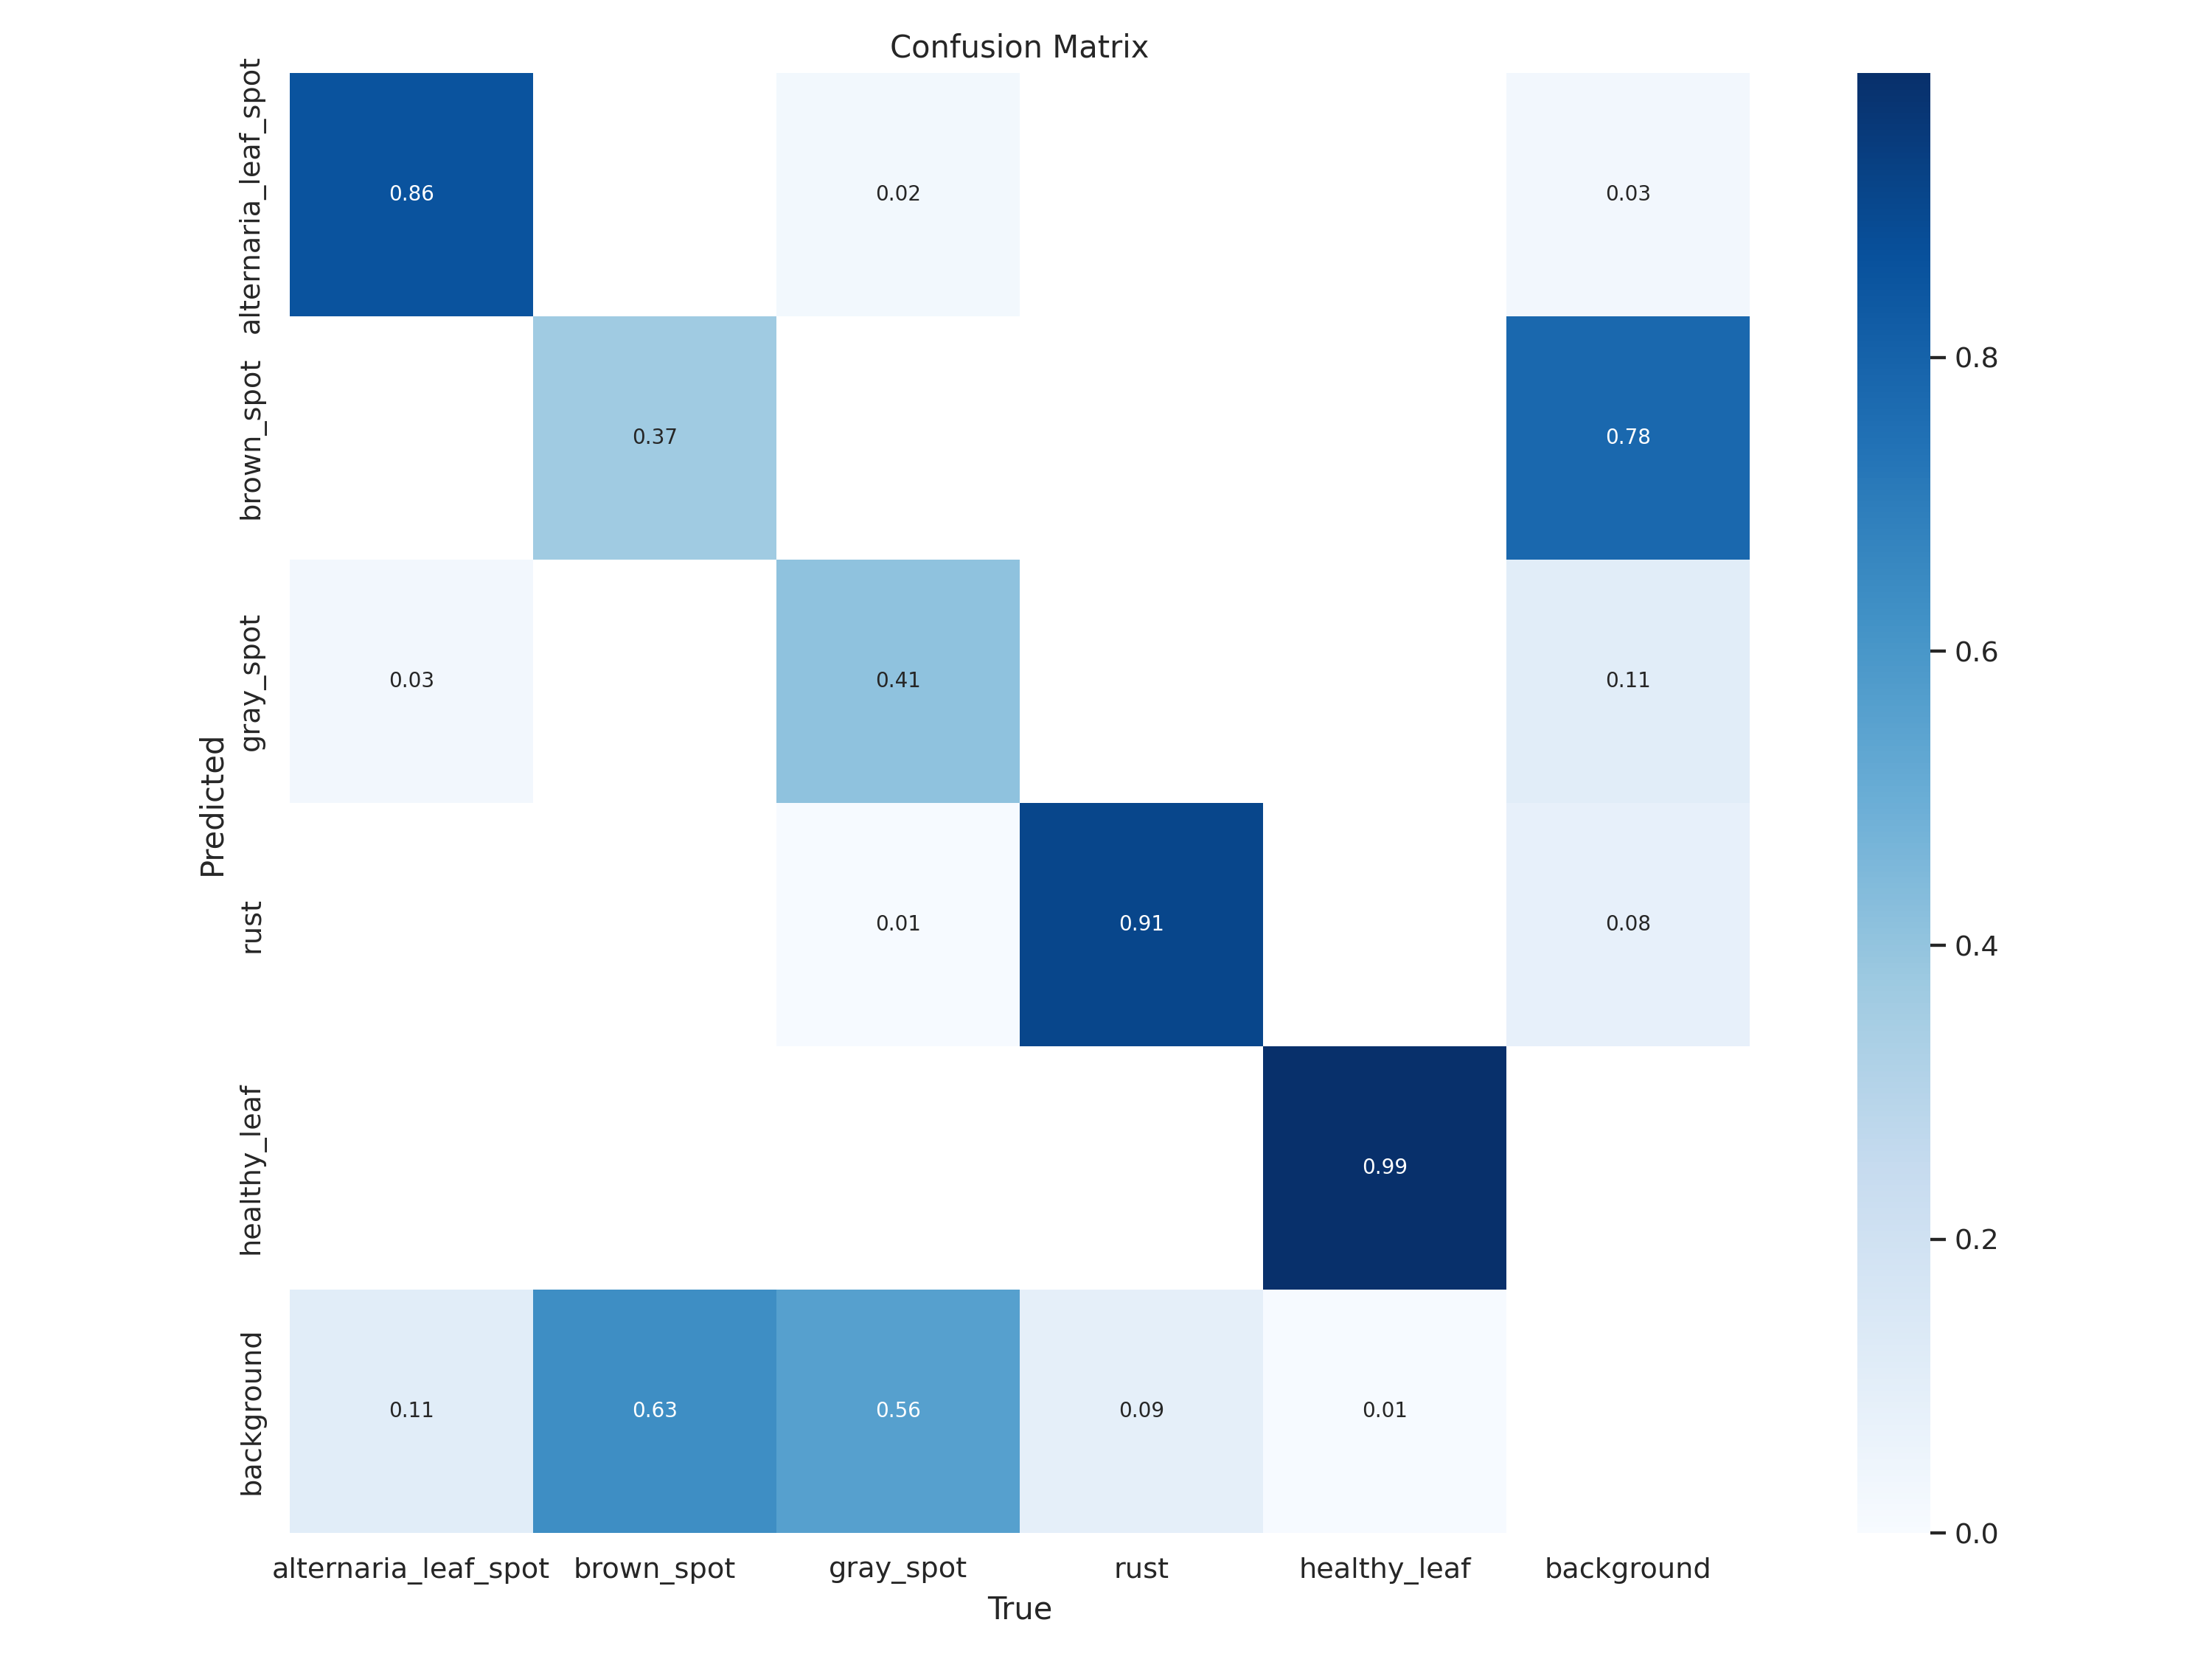 Confusion Matrix
alternaria_leaf_spot
0.86
0.02
0.03
brown_spot
0.37
0.78
gray_spot
0.03
0.41
0.11
rust
0.01
0.91
0.08
healthy_leaf
0.99
background
0.11
0.63
0.56
0.09
0.01
Predicted
alternaria_leaf_spot
brown_spot
gray_spot
rust
healthy_leaf
background
True
0.8
0.6
0.4
0.2
0.0